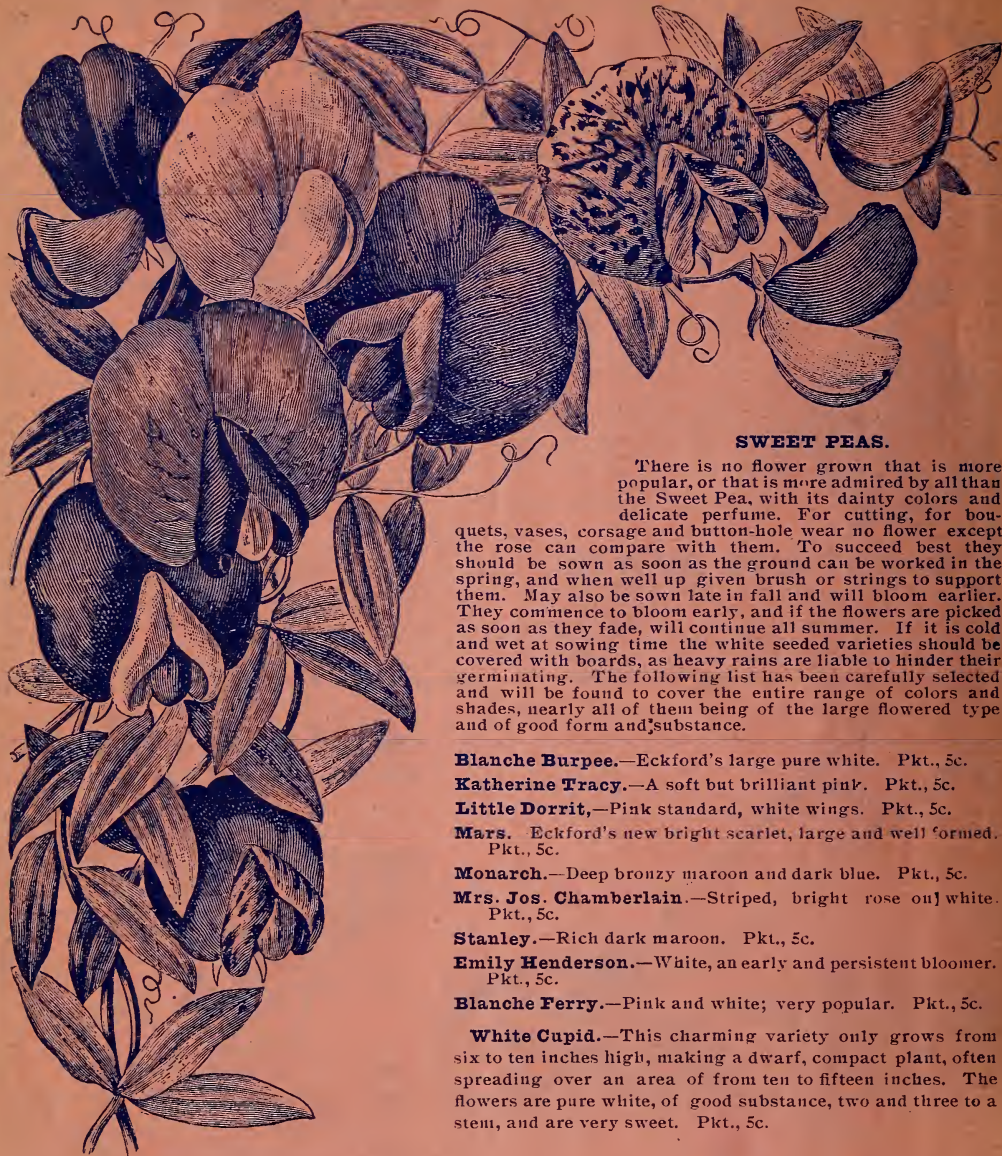 SWEET PEAS.
There is no flower grown that is more
popular, or that is more admired by all than
the Sweet Pea, with its dainty colors and
delicate perfume. For cutting, for bou-
quets, vases, corsage and button-hole wear no flower except
the rose can compare with them. To succeed best they
should be sown as soon as the ground can be worked in the
spring, and when well up given brush or strings to support
them. May also be sown late in fall and will bloom earlier.
They commence to bloom early, and if the flowers are picked
as soon as they fade, will continue all summer. If it is cold
and wet at sowing time the white seeded varieties should be
covered with boards, as heavy rains are liable to hinder their
germinating. The following list has been carefully selected
and will be found to cover the entire range of colors and
shades, nearly all of them being of the large flowered type
and of good form and substance.
Blanche Burpee.—Eckford's large pure white. Pkt., 5c.
Katherine Tracy.—A soft but brilliant pink. Pkt., 5c.
Little Dorrit,—Pink standard, white wings. Pkt., 5c.
Mars. Eckford's new bright scarlet, large and well formed.
Pkt., 5c.
Monarch.—Deep bronzy maroon and dark blue. Pkt., 5c.
Mrs. Jos. Chamberlain.—Striped, bright rose on] white.
Pkt., 5c.
Stanley.—Rich dark maroon. Pkt., 5c.
Emily Henderson.—White, an early and persistent bloomer.
Pkt., 5c.
Blanche Ferry.—Pink and white; very popular. Pkt., 5c.
White Cupid.—This charming variety only grows from
six to ten inches high, making a dwarf, compact plant, often
spreading over an area of from ten to fifteen inches. The
flowers are pure white, of good substance, two and three to a
stem, and are very sweet. Pkt., 5c.